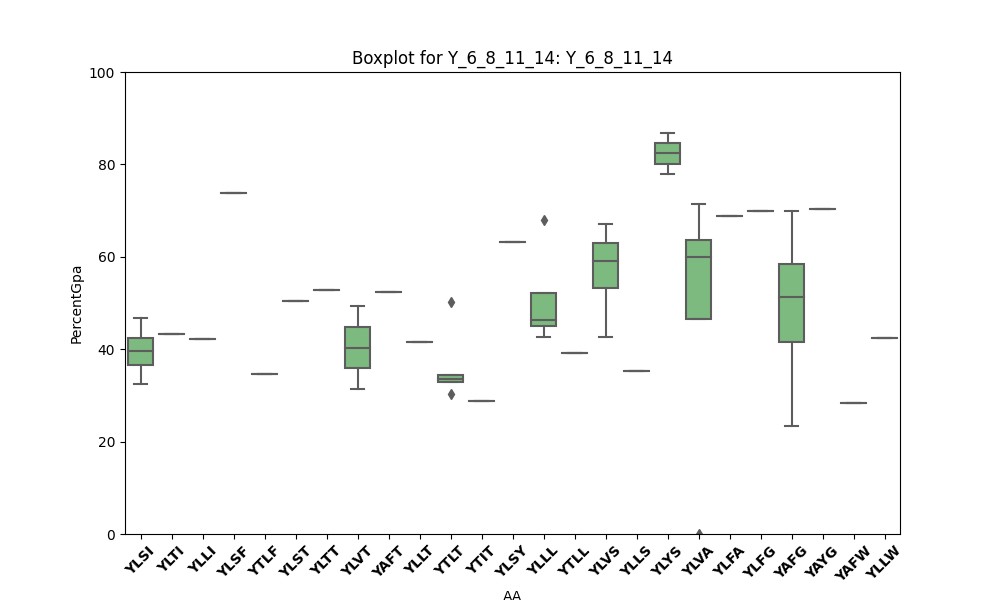 Boxplot for Y_6_8_11_14: Y_6_8_11_14
100
80
60
40
20
0
PercentGpa
YLSI YLTI YLLI YLSF YTLF YLST YLTT YLVT YAFT YLLT YTLT YTIT YLSY YLLL YTLL YLVS YLLS YLYS YLVA YLFA YLFG YAFG YAYG YAFW YLLW
AA